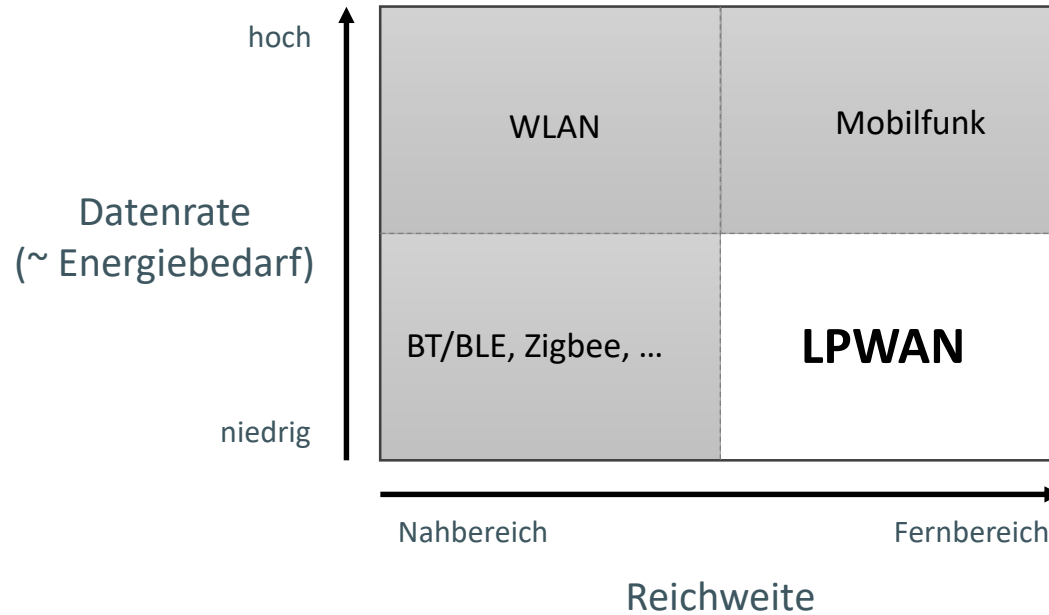 hoch
WLAN
Mobilfunk
Datenrate
(~ Energiebedarf)
BT/BLE, Zigbee, ...
LPWAN
niedrig
Nahbereich
Fernbereich
Reichweite